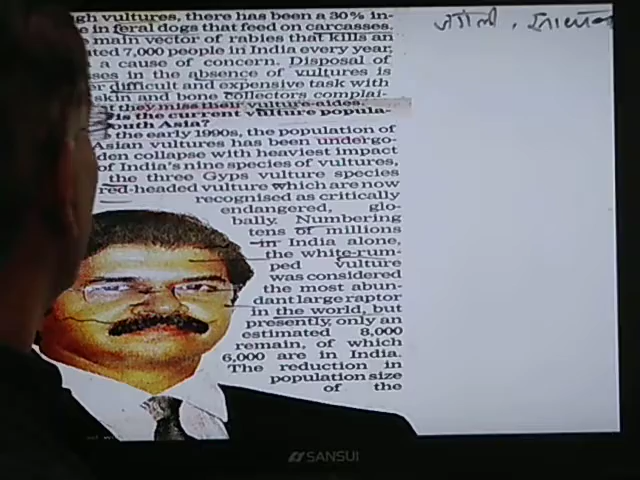 gh vultures, there has been a 30% in-
e in feral dogs that feed on carcasses.
main vector of rabies that kills an
ted 7,000 people in India every year,
a cause of concern. Disposal of
ses in the absence of vultures is
er difficult and expensive task with
skin and bone collectors complai-
t they miss their vulture-aides.
is the current vulture popula-
outh Asia?
the early 1990s, the population of
Asian vultures has been undergo-
den collapse with heaviest impact
of India's nine species of vultures,
the three Gyps vulture species
red-headed vulture which are now
recognised as critically
endangered, glo-
bally. Numbering
tens of millions
in India alone,
the white-rum-
ped vulture
was considered
the most abun-
dant large raptor
in the world, but
presently, only an
estimated 8,000
remain, of which
6,000 are in India.
The reduction in
population size
of the
SANSUI